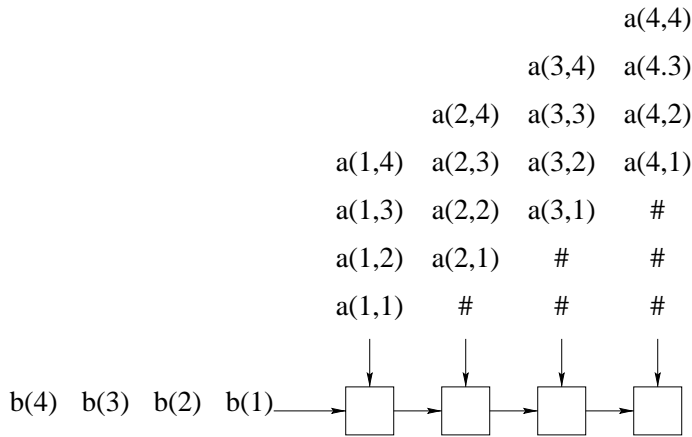 a(4,4)
a(3,4) a(4.3)
a(2,4) a(3,3) a(4,2)
a(1,4) a(2,3) a(3,2) a(4,1)
a(1,3) a(2,2) a(3,1) #
a(1,2) a(2,1) # #
a(1,1) # # #
b(4) b(3) b(2) b(1)